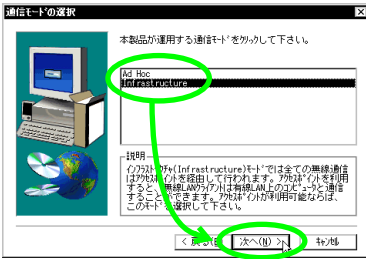 通信ﾓｰﾄﾞの選択
本製品が運用する通信ﾓｰﾄﾞをｸﾘｯｸして下さい。
Ad Hoc
Infrastructure
説明
ｲﾝﾌﾗｽﾄﾗｸﾁｬ(Infrastructure)ﾓｰﾄﾞでは全ての無線通信
はｱｸｾｽﾎﾟｲﾝﾄを経由して行われます。ｱｸｾｽﾎﾟｲﾝﾄを利用
すると、無線LANｸﾗｲｱﾝﾄは有線LAN上のｺﾝﾋﾟｭｰﾀと通信
することができます。ｱｸｾｽﾎﾟｲﾝﾄが利用可能ならば、
このﾓｰﾄﾞを選択して下さい。
< 戻る(B)
次へ(N) >
ｷｬﾝｾﾙ